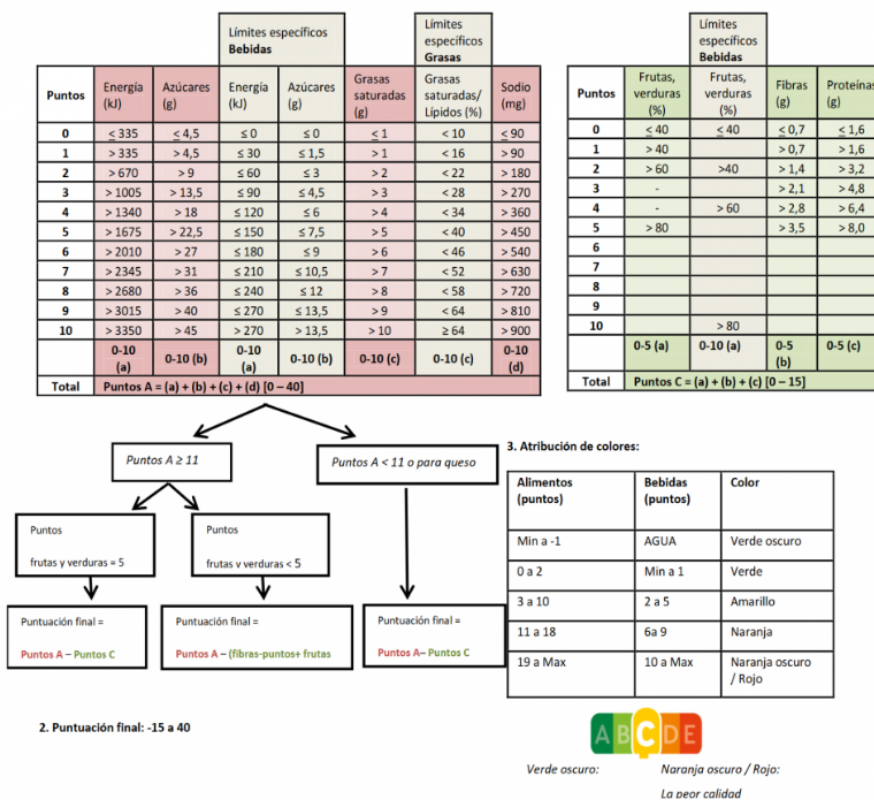 Límites específicos
Bebidas
Límites
específicos
Grasas
Puntos
Energía
(kJ)
Azúcares
(g)
Energía
(kJ)
Azúcares
(g)
Grasas
saturadas
(g)
Grasas
saturadas/
Lípidos (%)
Sodio
(mg)
0 ≤ 335 ≤ 4,5 ≤ 0 ≤ 0 ≤ 1 < 10 ≤ 90
1 > 335 > 4,5 ≤ 30 ≤ 1,5 > 1 < 16 > 90
2 > 670 > 9 ≤ 60 ≤ 3 > 2 < 22 > 180
3 > 1005 > 13,5 ≤ 90 ≤ 4,5 > 3 < 28 > 270
4 > 1340 > 18 ≤ 120 ≤ 6 > 4 < 34 > 360
5 > 1675 > 22,5 ≤ 150 ≤ 7,5 > 5 < 40 > 450
6 > 2010 > 27 ≤ 180 ≤ 9 > 6 < 46 > 540
7 > 2345 > 31 ≤ 210 ≤ 10,5 > 7 < 52 > 630
8 > 2680 > 36 ≤ 240 ≤ 12 > 8 < 58 > 720
9 > 3015 > 40 ≤ 270 ≤ 13,5 > 9 < 64 > 810
10 > 3350 > 45 > 270 > 13,5 > 10 ≥ 64 > 900
0-10
(a)
0-10 (b)
0-10
(a)
0-10 (b)
0-10 (c)
0-10 (c)
0-10
(d)
Total Puntos A = (a) + (b) + (c) + (d) [0 – 40]
Límites
específicos
Bebidas
Puntos
Frutas,
verduras
(%)
Frutas,
verduras
(%)
Fibras
(g)
Proteínas
(g)
0 ≤ 40 ≤ 40 ≤ 0,7 ≤ 1,6
1 > 40 > 0,7 > 1,6
2 > 60 >40 > 1,4 > 3,2
3 - > 2,1 > 4,8
4 - > 60 > 2,8 > 6,4
5 > 80 > 3,5 > 8,0
6
7
8
9
10 > 80
0-5 (a)
0-10 (a)
0-5
(b)
0-5 (c)
Total Puntos C = (a) + (b) + (c) [0 – 15]
Puntos A ≥ 11
Puntos A < 11 o para queso
Puntos
frutas y verduras = 5
Puntos
frutas y verduras < 5
Puntuación final =
Puntos A – Puntos C
Puntuación final =
Puntos A – (fibras-puntos+ frutas
Puntuación final =
Puntos A– Puntos C
2. Puntuación final: -15 a 40
3. Atribución de colores:
Alimentos
(puntos)
Bebidas
(puntos)
Color
Min a -1 AGUA Verde oscuro
0 a 2 Min a 1 Verde
3 a 10 2 a 5 Amarillo
11 a 18 6a 9 Naranja
19 a Max 10 a Max Naranja oscuro
/ Rojo
A B C D E
Verde oscuro:
Naranja oscuro / Rojo:
La peor calidad